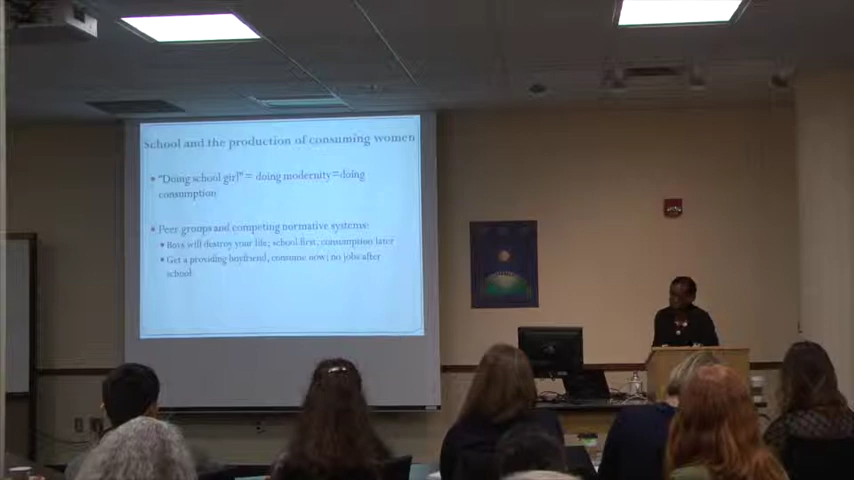 School and the production of consuming women
• "Doing school girl" = doing modernity=doing
consumption
• Peer groups and competing normative systems:
• Boys will destroy your life; school first, consumption later
• Get a providing boyfriend, consume now; no jobs after
school